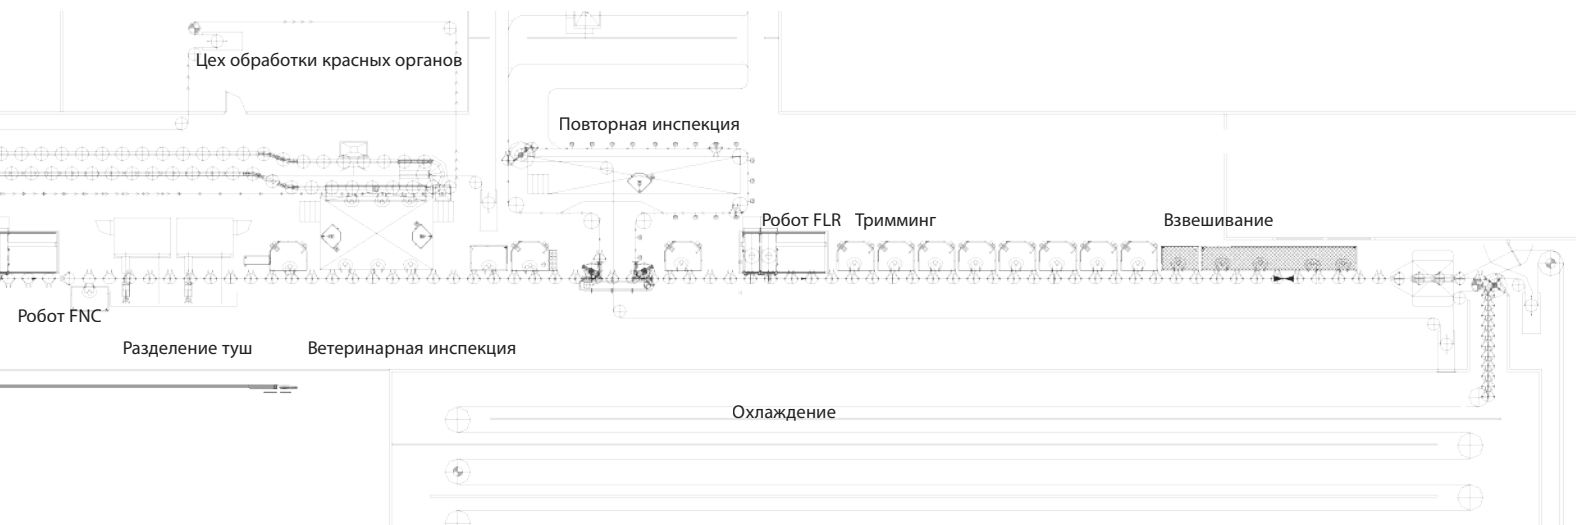 Цех обработки красных органов
Повторная инспекция
Робот FLR
Тримминг
Взвешивание
Робот FNC
Разделение туш
Ветеринарная инспекция
Охлаждение